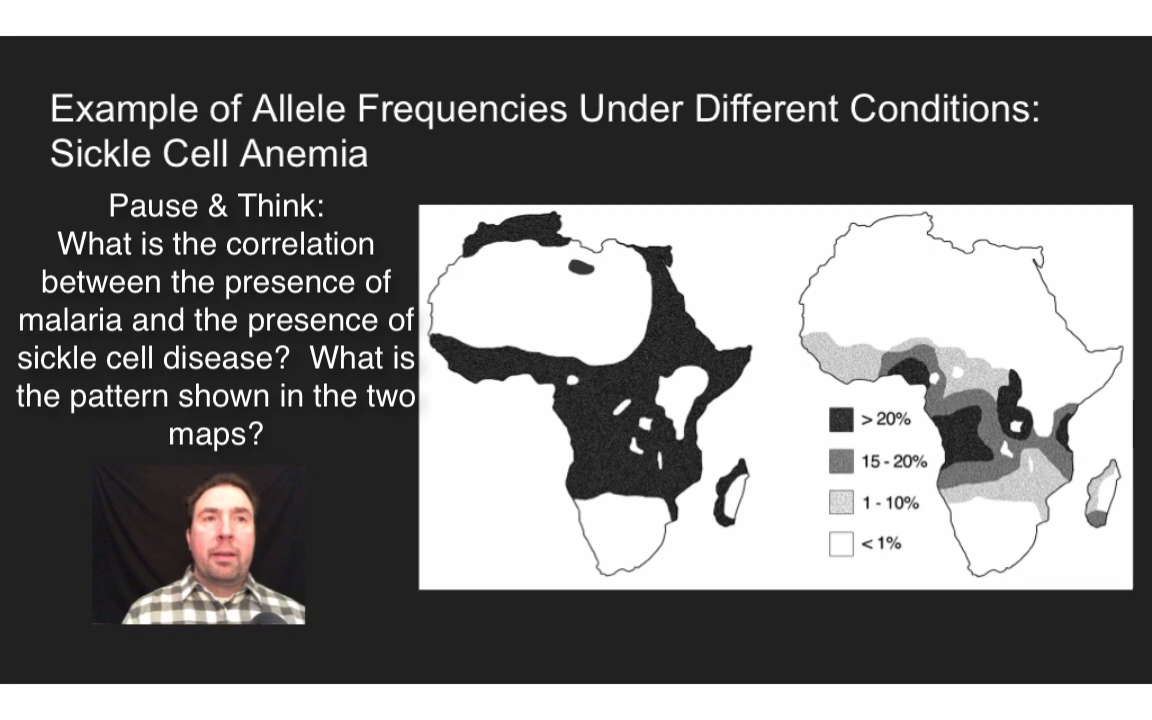 Example of Allele Frequencies Under Different Conditions:
Sickle Cell Anemia
Pause & Think:
What is the correlation
between the presence of
malaria and the presence of
sickle cell disease?  What is
the pattern shown in the two
maps?
> 20%
15 - 20%
1 - 10%
< 1%